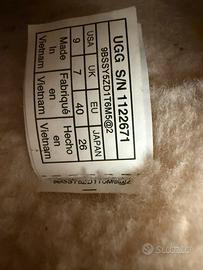 UGG S/N 1122671
9BSSY5ZD1T6M5@2
USA UK EU JAPAN
9 7 40 26
Made Fabriqué Hecho
In en en
Vietnam Vietnam Vietnam